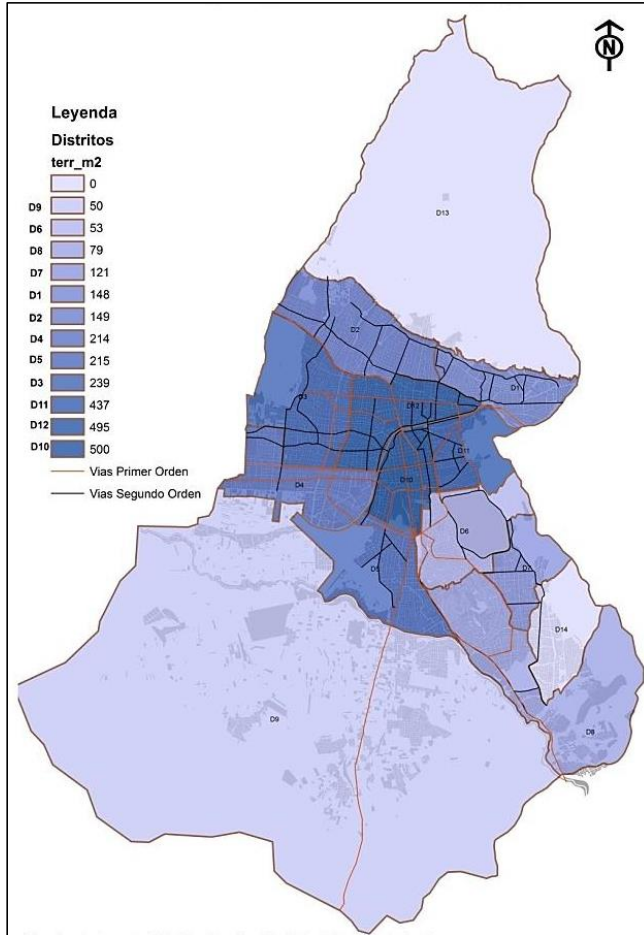 N
Leyenda
Distritos
terr_m2
0
D9 50
D6 53
D8 79
D7 121
D1 148
D2 149
D4 214
D5 215
D3 239
D11 437
D12 495
D10 500
Vias Primer Orden
Vias Segundo Orden
D13
D2
D1
D3
D12
D11
D4
D10
D6
D5
D7
D14
D9
D8